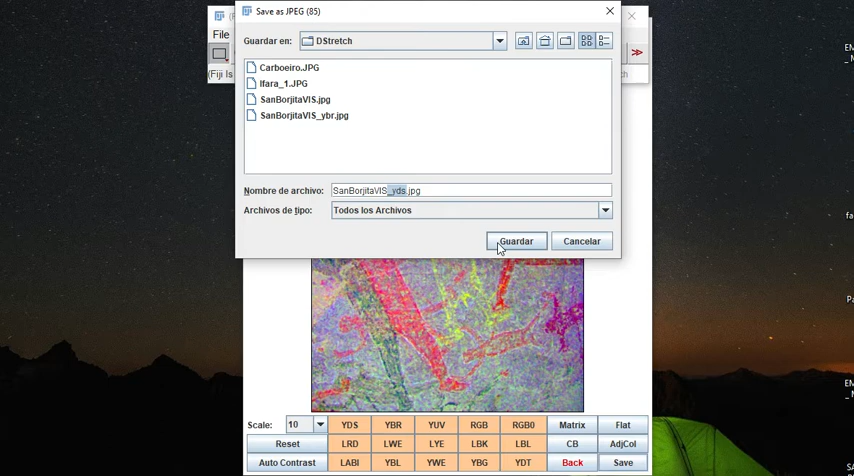 Save as JPEG (85)
File
Guardar en: DStretch
(Fiji Is
Carboeiro.JPG
Ifara_1.JPG
SanBorjitaVIS.jpg
SanBorjitaVIS_ybr.jpg
Nombre de archivo: SanBorjitaVIS_yds.jpg
Archivos de tipo: Todos los Archivos
Guardar Cancelar
Scale: 10 YDS YBR YUV RGB RGB0 Matrix Flat
Reset LRD LWE LYE LBK LBL CB AdjCol
Auto Contrast LABI YBL YWE YBG YDT Back Save